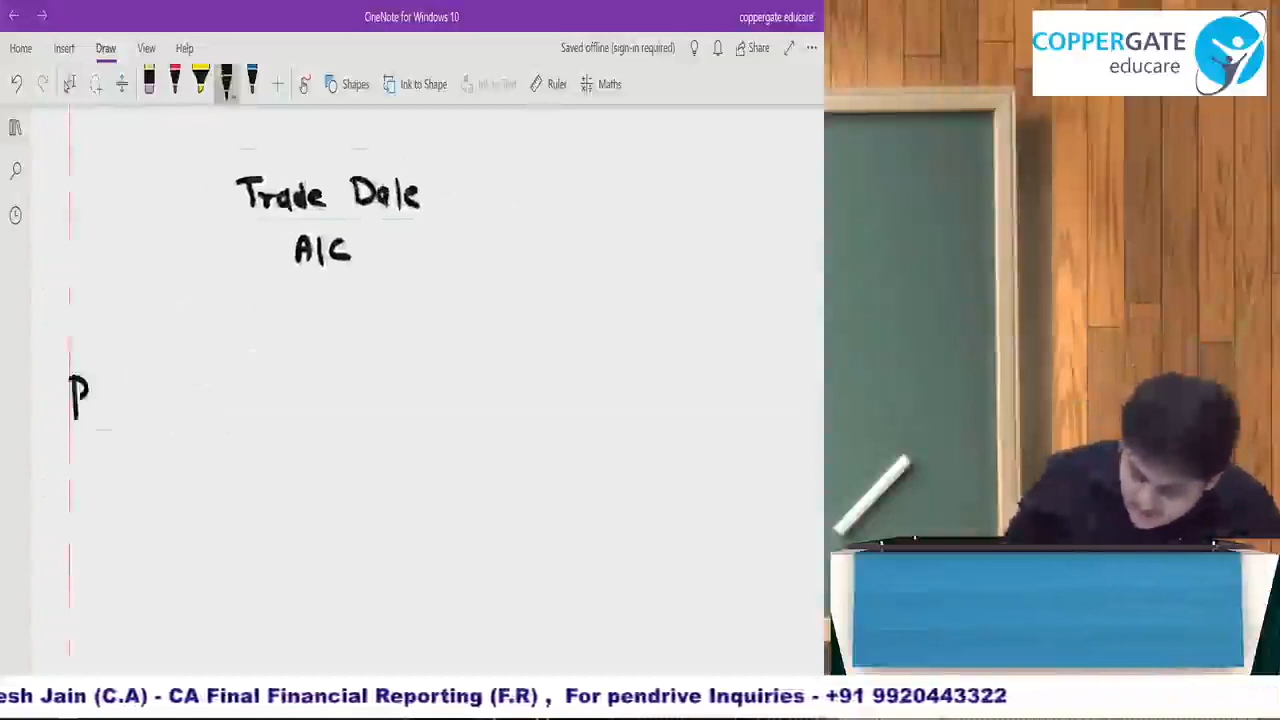 OneNote for Windows 10
coppergate educare
Home Insert Draw View Help
Saved offline (sign-in required)
Share
Shapes
Ink to Shape
Ink to Text
Ruler
Maths
COPPERGATE
educare
Trade Date
A/C
P
esh Jain (C.A) - CA Final Financial Reporting (F.R) , For pendrive Inquiries - +91 9920443322